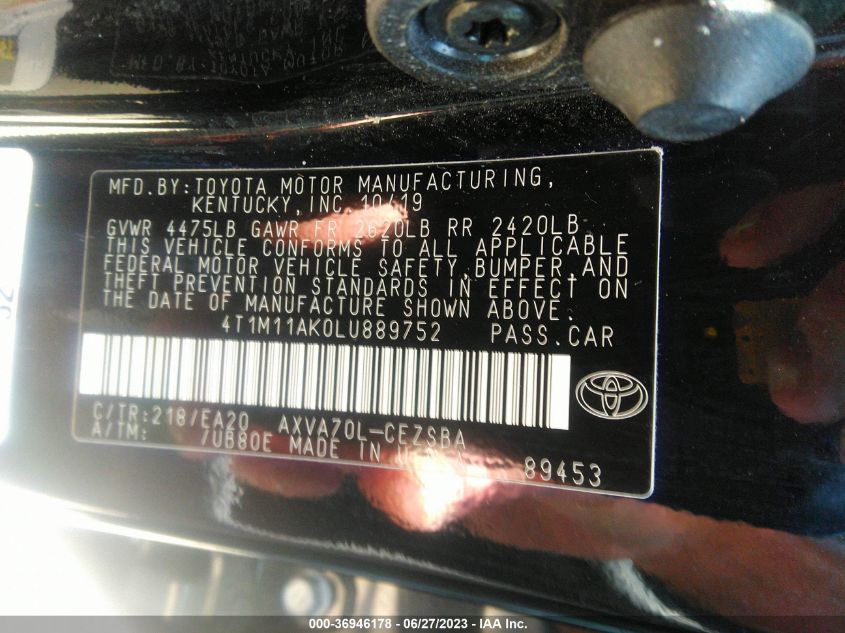 MFD.BY:TOYOTA MOTOR MANUFACTURING,
KENTUCKY, INC. 10/19
GVWR 4475LB GAWR FR 2620LB RR 2420LB
THIS VEHICLE CONFORMS TO ALL APPLICABLE
FEDERAL MOTOR VEHICLE SAFETY,BUMPER,AND
THEFT PREVENTION STANDARDS IN EFFECT ON
THE DATE OF MANUFACTURE SHOWN ABOVE.
4T1M11AK0LU889752 PASS.CAR
C/TR:218/EA20 AXVA70L-CEZSBA
A/TM: /UB80E MADE IN
89453
000-36946178 - 06/27/2023 - IAA Inc.